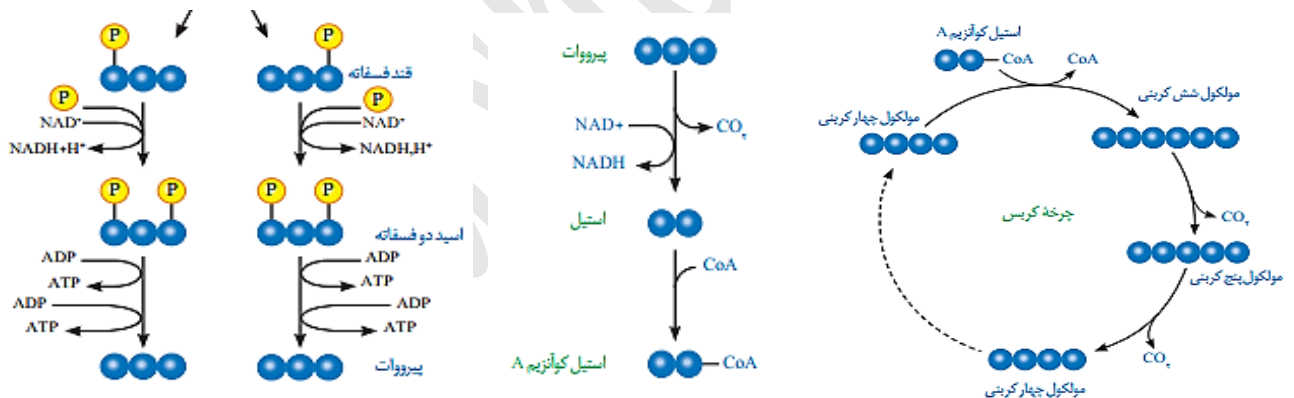 P
P
قند فسفاته
P
P
NAD⁺
NAD⁺
NADH+H⁺
NADH,H⁺
P
P
P
P
اسید دو فسفاته
ADP
ADP
ATP
ATP
ADP
ADP
ATP
ATP
پیرووات
پیرووات
NAD+
CO₂
NADH
استیل
CoA
استیل کوآنزیم A
CoA
استیل کوآنزیم A
CoA
CoA
مولکول شش کربنی
مولکول چهار کربنی
چرخهٔ کربس
CO₂
مولکول پنج کربنی
CO₂
مولکول چهار کربنی